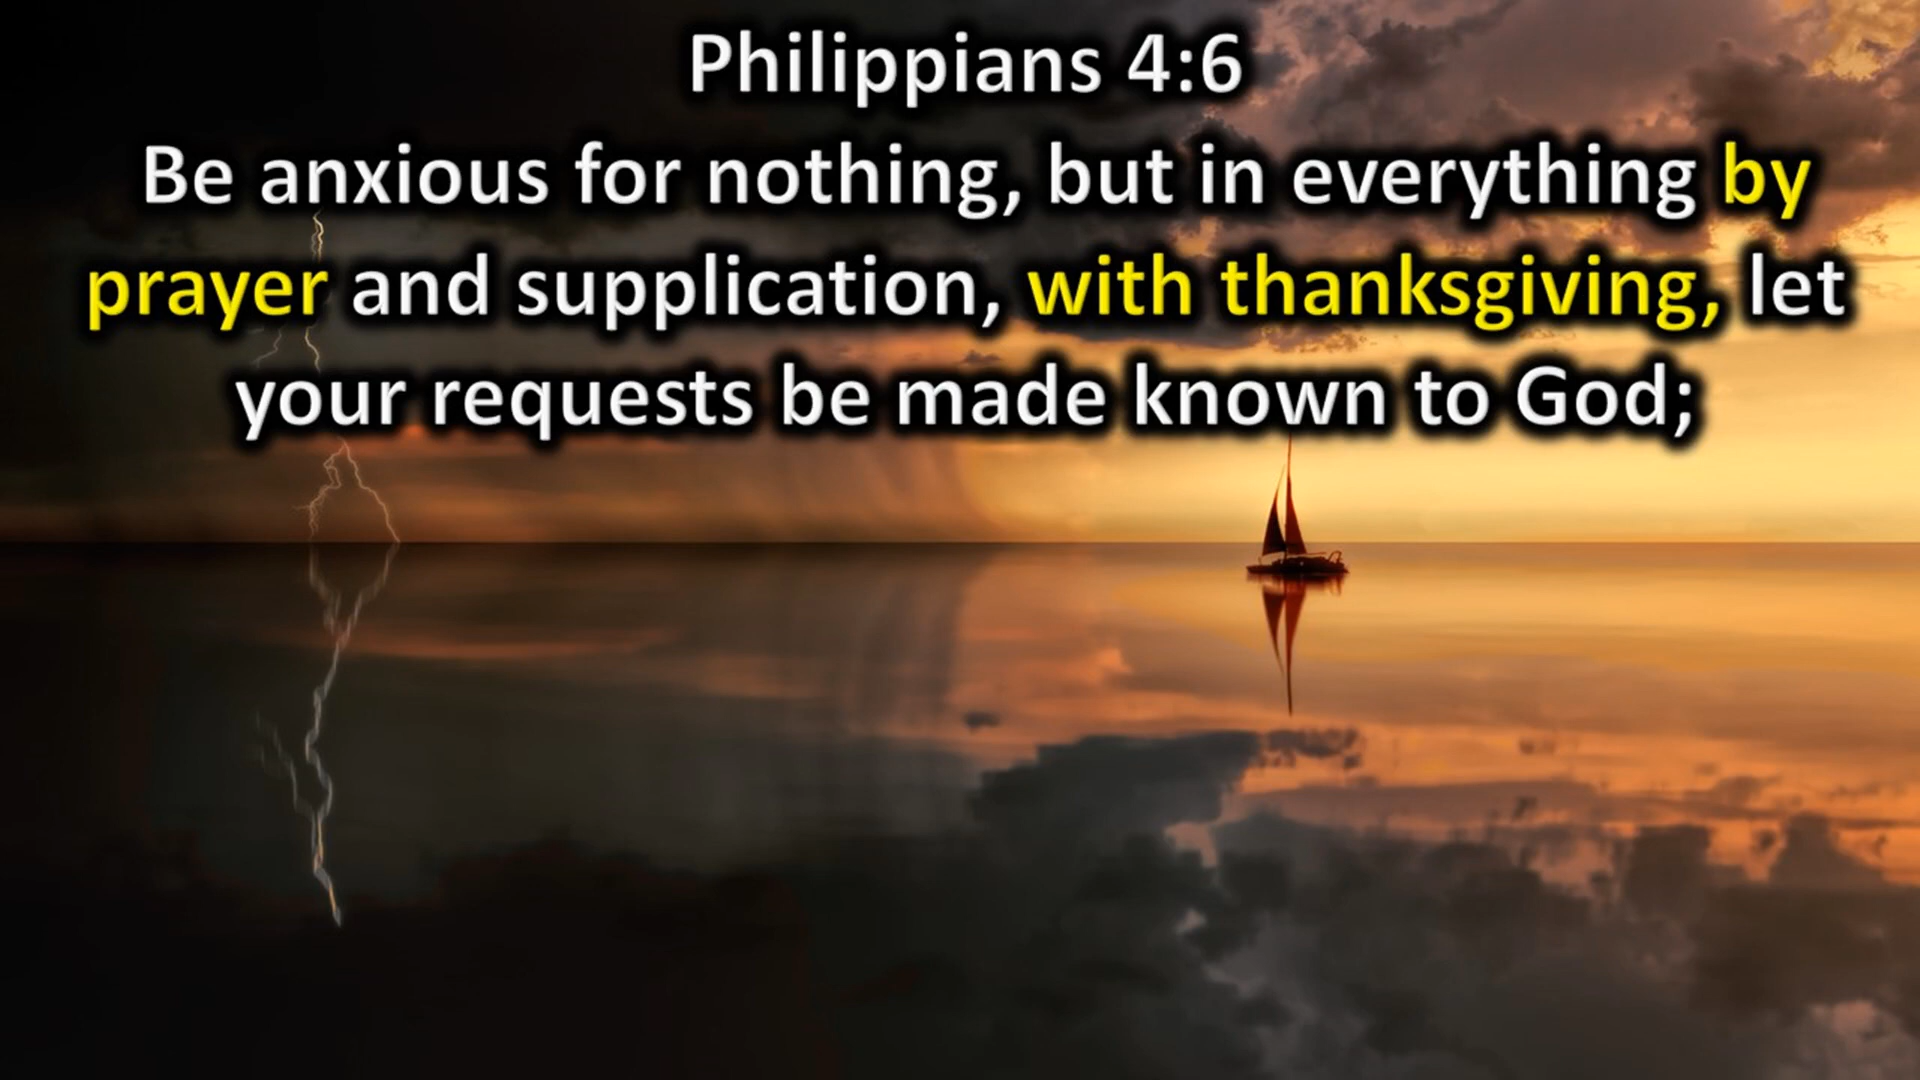 Philippians 4:6
Be anxious for nothing, but in everything by
prayer and supplication, with thanksgiving, let
your requests be made known to God;